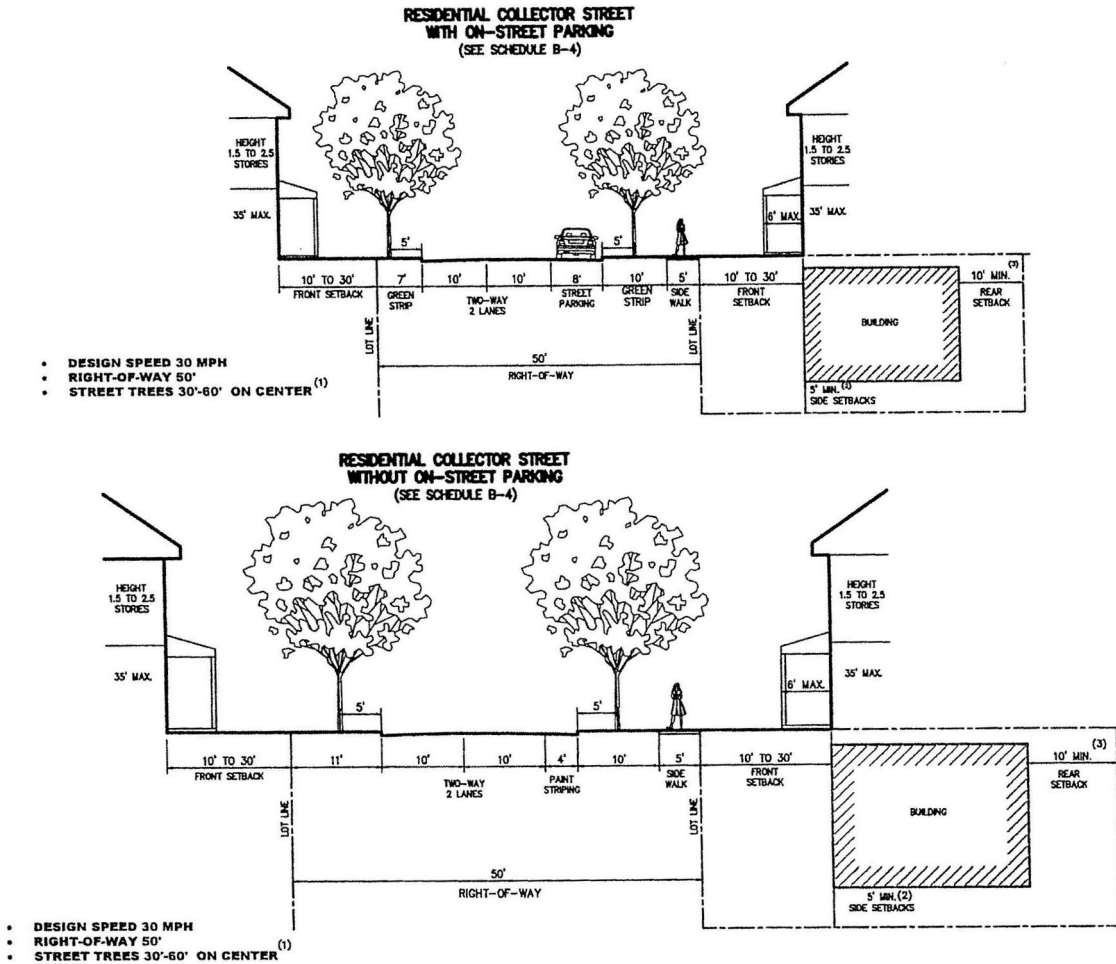 RESIDENTIAL COLLECTOR STREET
WITH ON-STREET PARKING
(SEE SCHEDULE B-4)
HEIGHT
1.5 TO 2.5
STORIES
35' MAX.
5'
5'
HEIGHT
1.5 TO 2.5
STORIES
6' MAX.
35' MAX.
10' TO 30'
FRONT SETBACK
7'
GREEN
STRIP
10'
10'
TWO-WAY
2 LANES
8'
STREET
PARKING
10'
GREEN
STRIP
5'
SIDE
WALK
10' TO 30'
FRONT
SETBACK
BUILDING
10' MIN. (3)
REAR
SETBACK
LOT LINE
LOT LINE
50'
RIGHT-OF-WAY
5' MIN.
SIDE SETBACKS
• DESIGN SPEED 30 MPH
• RIGHT-OF-WAY 50'
• STREET TREES 30'-60' ON CENTER (1)
RESIDENTIAL COLLECTOR STREET
WITHOUT ON-STREET PARKING
(SEE SCHEDULE B-4)
HEIGHT
1.5 TO 2.5
STORIES
35' MAX.
5'
5'
HEIGHT
1.5 TO 2.5
STORIES
6' MAX.
35' MAX.
10' TO 30'
FRONT SETBACK
11'
10'
10'
TWO-WAY
2 LANES
4'
PAINT
STRIPING
10'
5'
SIDE
WALK
10' TO 30'
FRONT
SETBACK
BUILDING
10' MIN. (3)
REAR
SETBACK
LOT LINE
LOT LINE
50'
RIGHT-OF-WAY
5' MIN. (2)
SIDE SETBACKS
• DESIGN SPEED 30 MPH
• RIGHT-OF-WAY 50'
• STREET TREES 30'-60' ON CENTER (1)